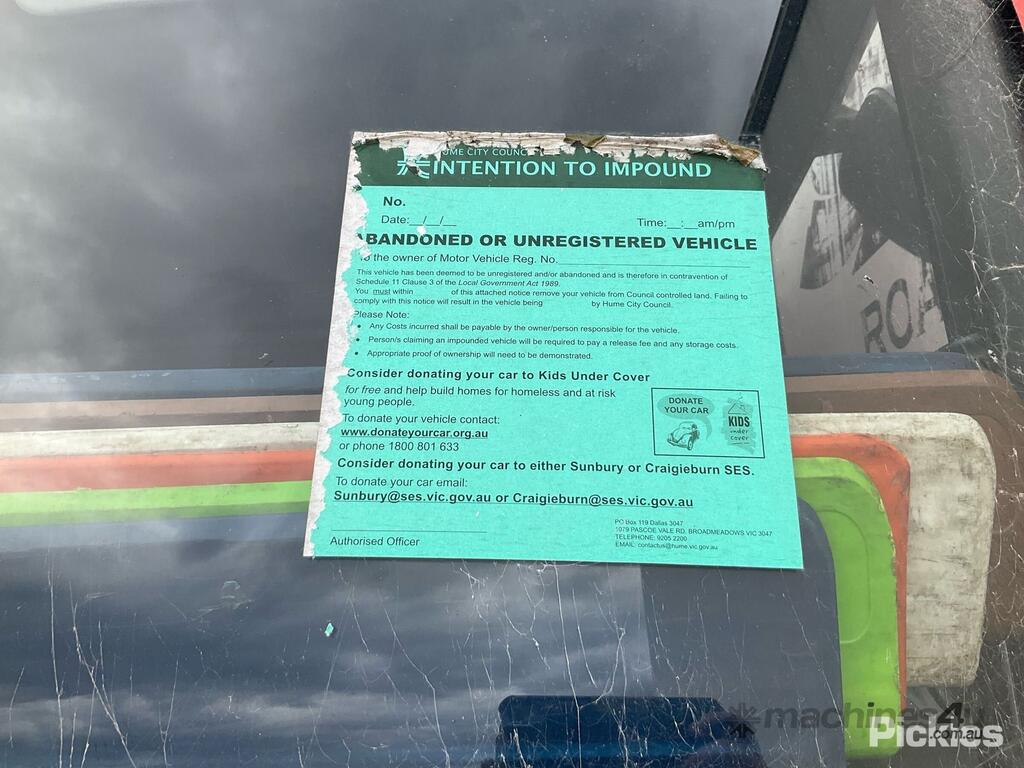 UME CITY COUNC
INTENTION TO IMPOUND
No.
Date:__/__/__ Time:__:__am/pm
BANDONED OR UNREGISTERED VEHICLE
To the owner of Motor Vehicle Reg. No.
This vehicle has been deemed to be unregistered and/or abandoned and is therefore in contravention of
Schedule 11 Clause 3 of the Local Government Act 1989.
You must within of this attached notice remove your vehicle from Council controlled land. Failing to
comply with this notice will result in the vehicle being by Hume City Council.
Please Note:
• Any Costs incurred shall be payable by the owner/person responsible for the vehicle.
• Person/s claiming an impounded vehicle will be required to pay a release fee and any storage costs.
• Appropriate proof of ownership will need to be demonstrated.
Consider donating your car to Kids Under Cover
for free and help build homes for homeless and at risk
young people.
DONATE
YOUR CAR
KIDS
under
cover
To donate your vehicle contact:
www.donateyourcar.org.au
or phone 1800 801 633
Consider donating your car to either Sunbury or Craigieburn SES.
To donate your car email:
Sunbury@ses.vic.gov.au or Craigieburn@ses.vic.gov.au
Authorised Officer
PO Box 119 Dallas 3047
1079 PASCOE VALE RD, BROADMEADOWS VIC 3047
TELEPHONE: 9205 2200
EMAIL: contactus@hume.vic.gov.au
ROA
machines4u
.com.au
Pickles